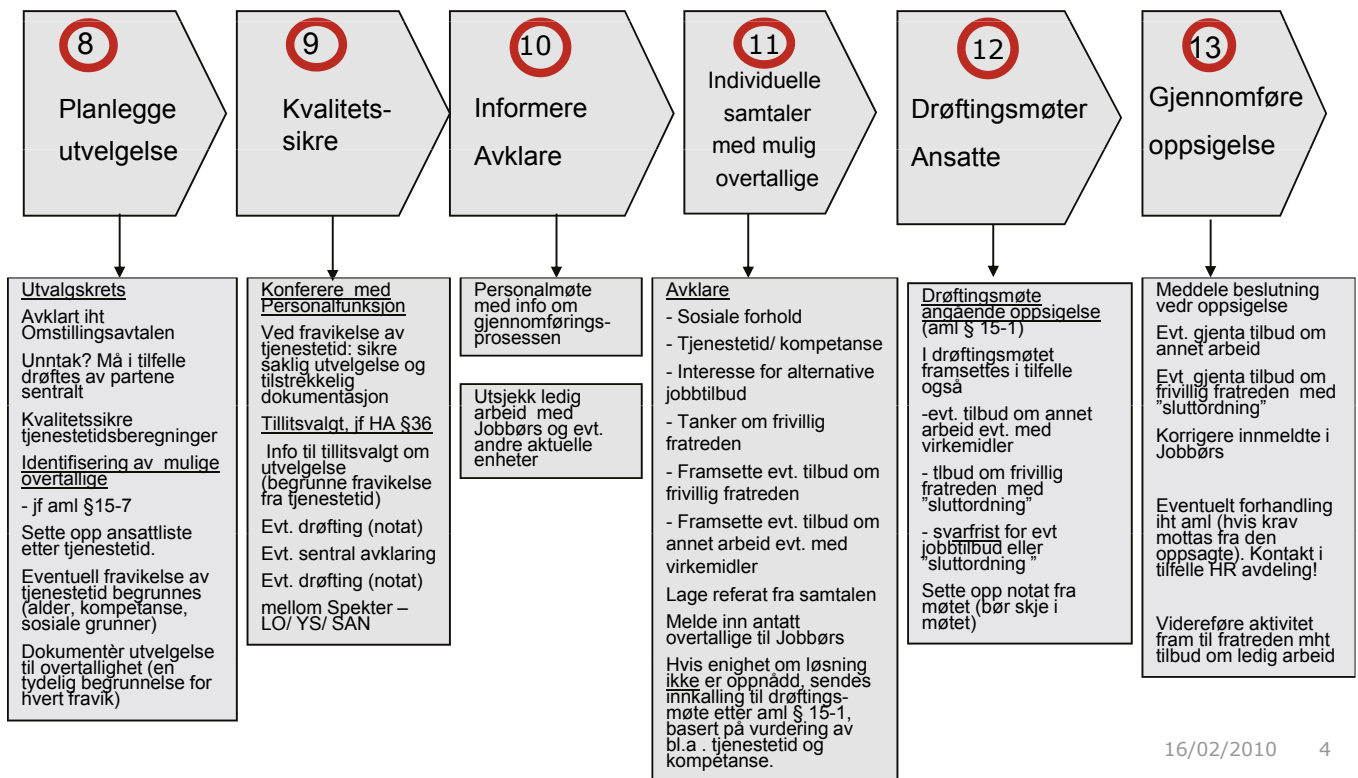 8
Planlegge
utvelgelse
9
Kvalitets-
sikre
10
Informere
Avklare
11
Individuelle
samtaler
med mulig
overtallige
12
Drøftingsmøter
Ansatte
13
Gjennomføre
oppsigelse
Utvalgskrets
Avklart iht
Omstillingsavtalen
Unntak? Må i tilfelle
drøftes av partene
sentralt
Kvalitetssikre
tjenestetidsberegninger
Identifisering av mulige
overtallige
- jf aml §15-7
Sette opp ansattliste
etter tjenestetid.
Eventuell fravikelse av
tjenestetid begrunnes
(alder, kompetanse,
sosiale grunner)
Dokumentèr utvelgelse
til overtallighet (en
tydelig begrunnelse for
hvert fravik)
Konferere med
Personalfunksjon
Ved fravikelse av
tjenestetid: sikre
saklig utvelgelse og
tilstrekkelig
dokumentasjon
Tillitsvalgt, jf HA §36
Info til tillitsvalgt om
utvelgelse
(begrunne fravikelse
fra tjenestetid)
Evt. drøfting (notat)
Evt. sentral avklaring
Evt. drøfting (notat)
mellom Spekter –
LO/ YS/ SAN
Personalmøte
med info om
gjennomførings-
prosessen
Utsjekk ledig
arbeid med
Jobbørs og evt.
andre aktuelle
enheter
Avklare
- Sosiale forhold
- Tjenestetid/ kompetanse
- Interesse for alternative
jobbtilbud
- Tanker om frivillig
fratreden
- Framsette evt. tilbud om
frivillig fratreden
- Framsette evt. tilbud om
annet arbeid evt. med
virkemidler
Lage referat fra samtalen
Melde inn antatt
overtallige til Jobbørs
Hvis enighet om løsning
ikke er oppnådd, sendes
innkalling til drøftings-
møte etter aml § 15-1,
basert på vurdering av
bl.a . tjenestetid og
kompetanse.
Drøftingsmøte
angående oppsigelse
(aml § 15-1)
I drøftingsmøtet
framsettes i tilfelle
også
-evt. tilbud om annet
arbeid evt. med
virkemidler
- tlbud om frivillig
fratreden med
"sluttordning"
- svarfrist for evt
jobbtilbud eller
"sluttordning "
Sette opp notat fra
møtet (bør skje i
møtet)
Meddele beslutning
vedr oppsigelse
Evt. gjenta tilbud om
annet arbeid
Evt gjenta tilbud om
frivillig fratreden med
"sluttordning"
Korrigere innmeldte i
Jobbørs
Eventuelt forhandling
iht aml (hvis krav
mottas fra den
oppsagte). Kontakt i
tilfelle HR avdeling!
Videreføre aktivitet
fram til fratreden mht
tilbud om ledig arbeid
16/02/2010 4